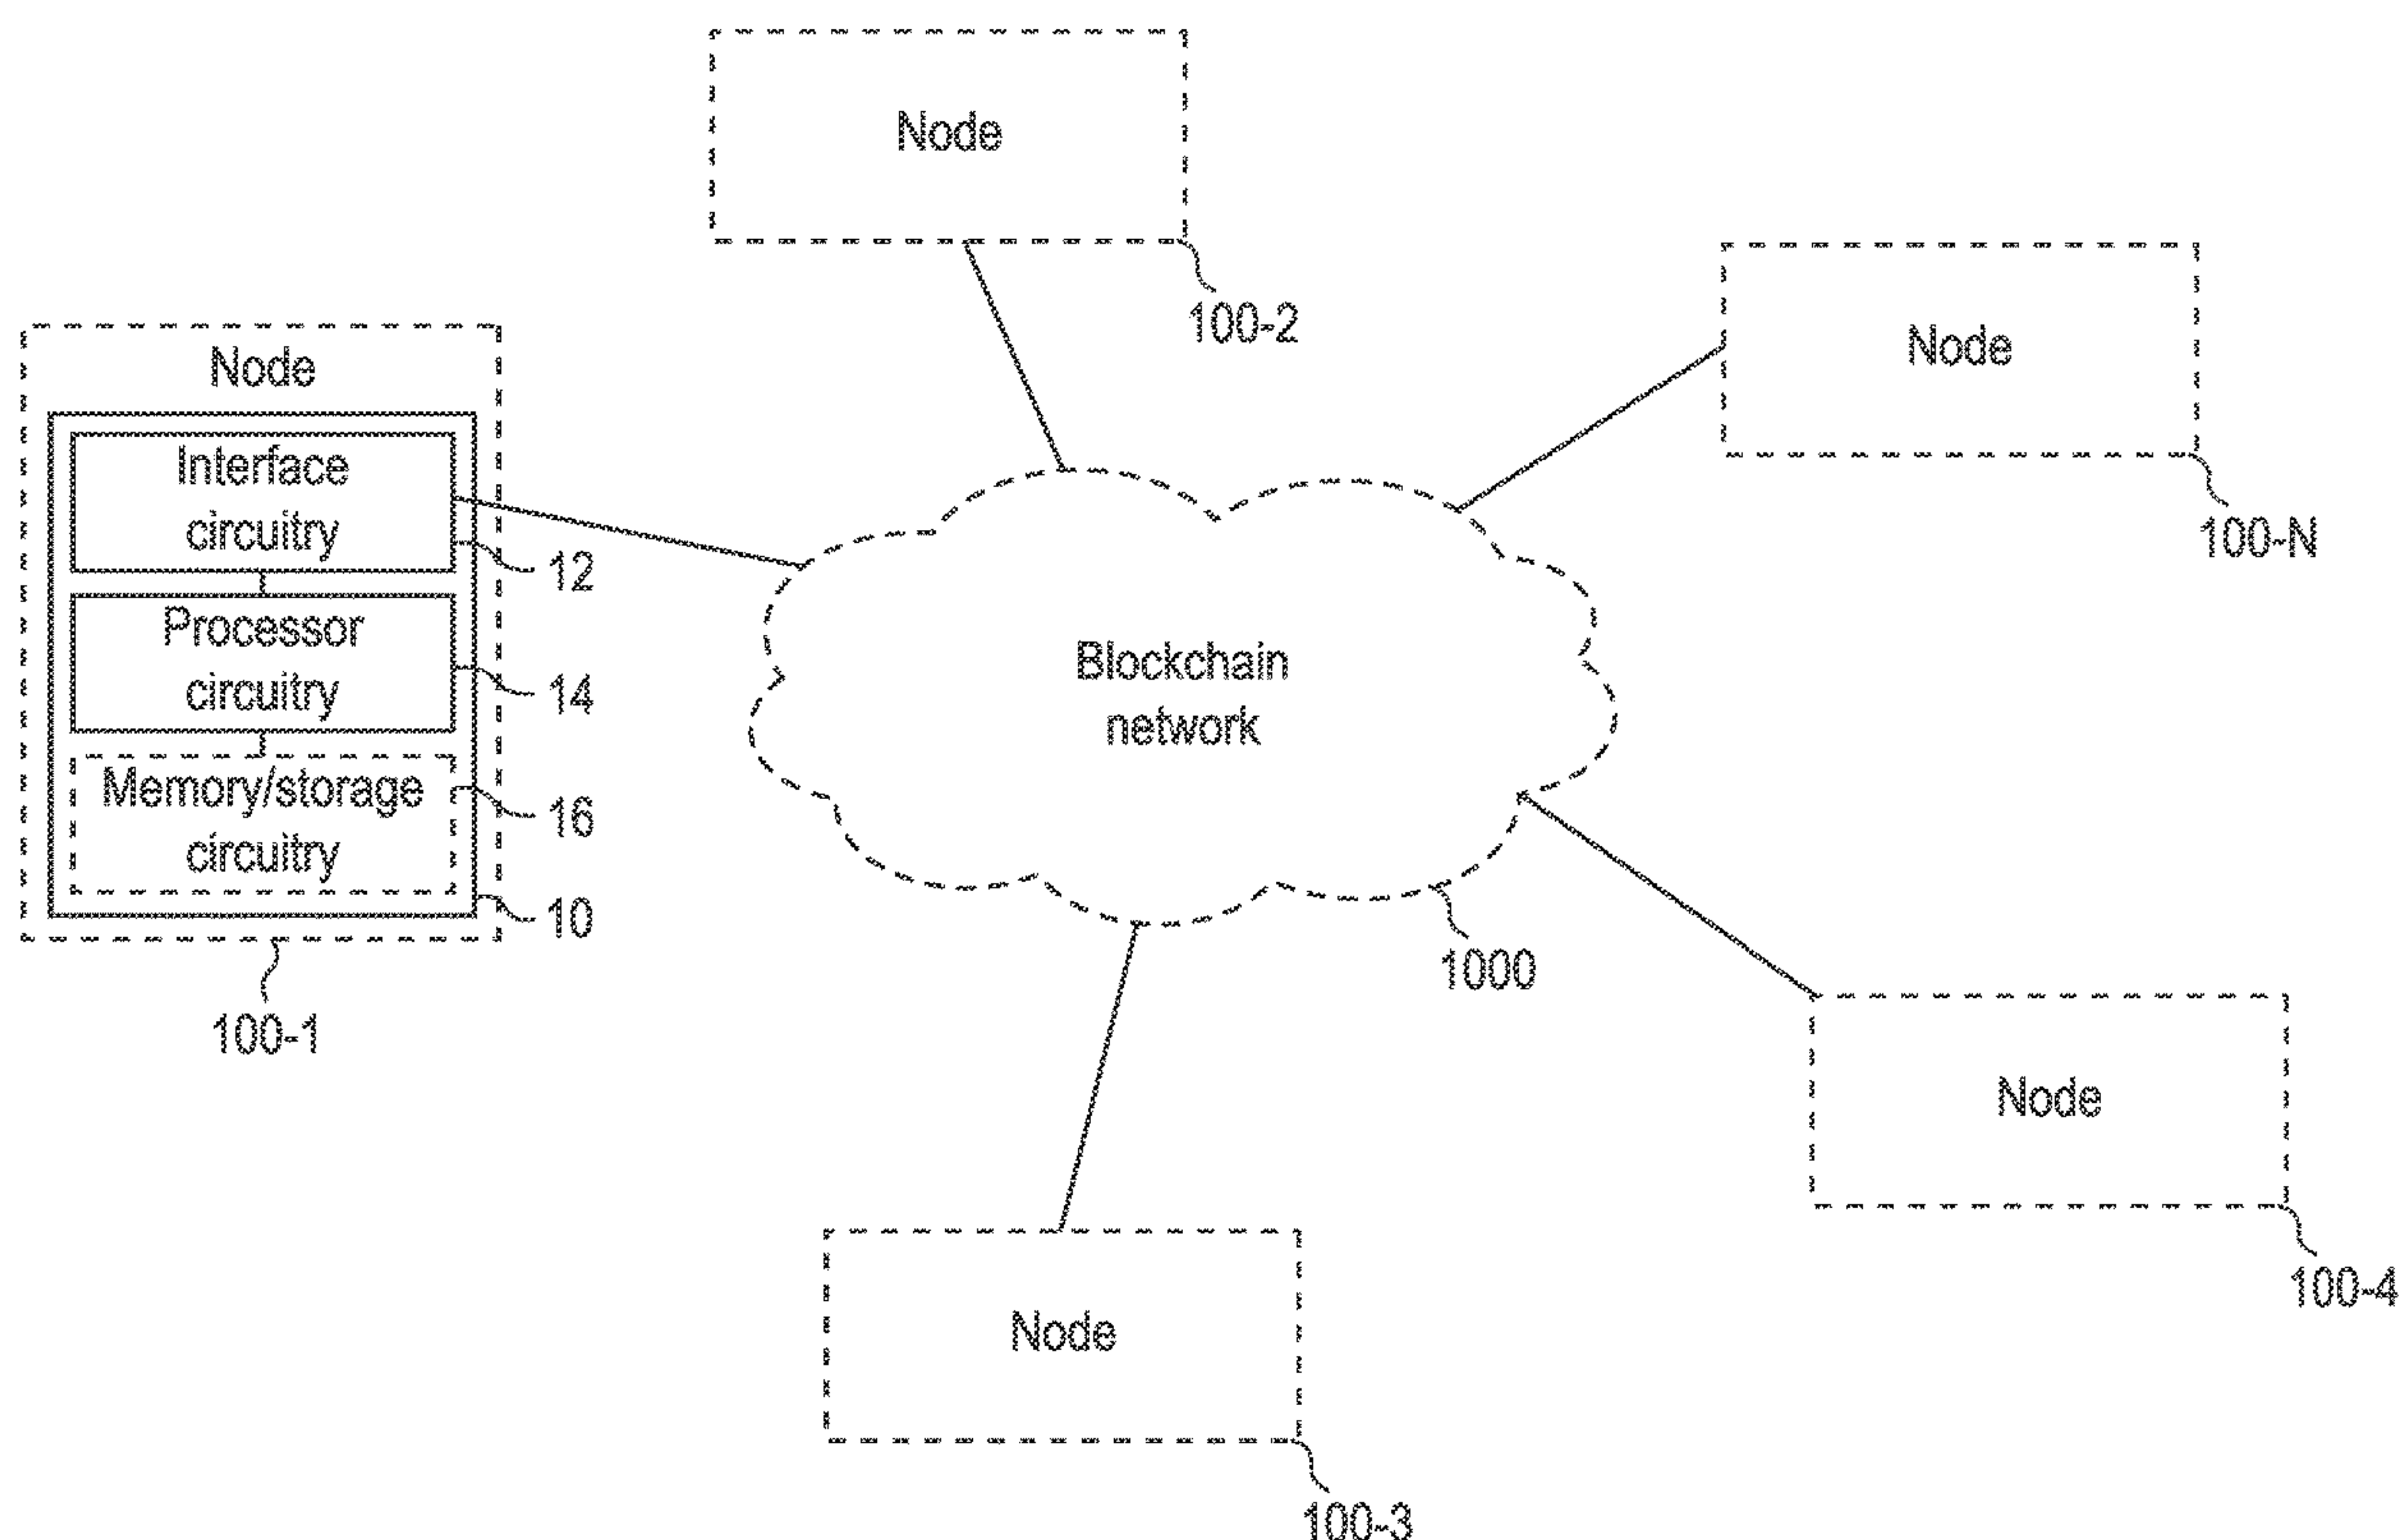 Node
100-2
Node
100-N
Node
Interface
circuitry
12
Processor
circuitry
14
Memory/storage
circuitry
16
10
100-1
Blockchain
network
1000
Node
100-4
Node
100-3